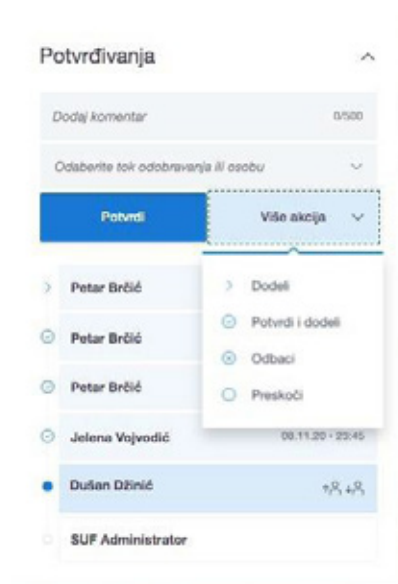 Potvrđivanja
Dodaj komentar 0/500
Odaberite tok odobravanja ili osobu
Potvrdi Više akcija
Petar Brčić
Dodeli
Petar Brčić
Potvrdi i dodeli
Odbaci
Petar Brčić
Preskoči
Jelena Vojvodić 08.11.20 - 23:45
Dušan Džinić
SUF Administrator